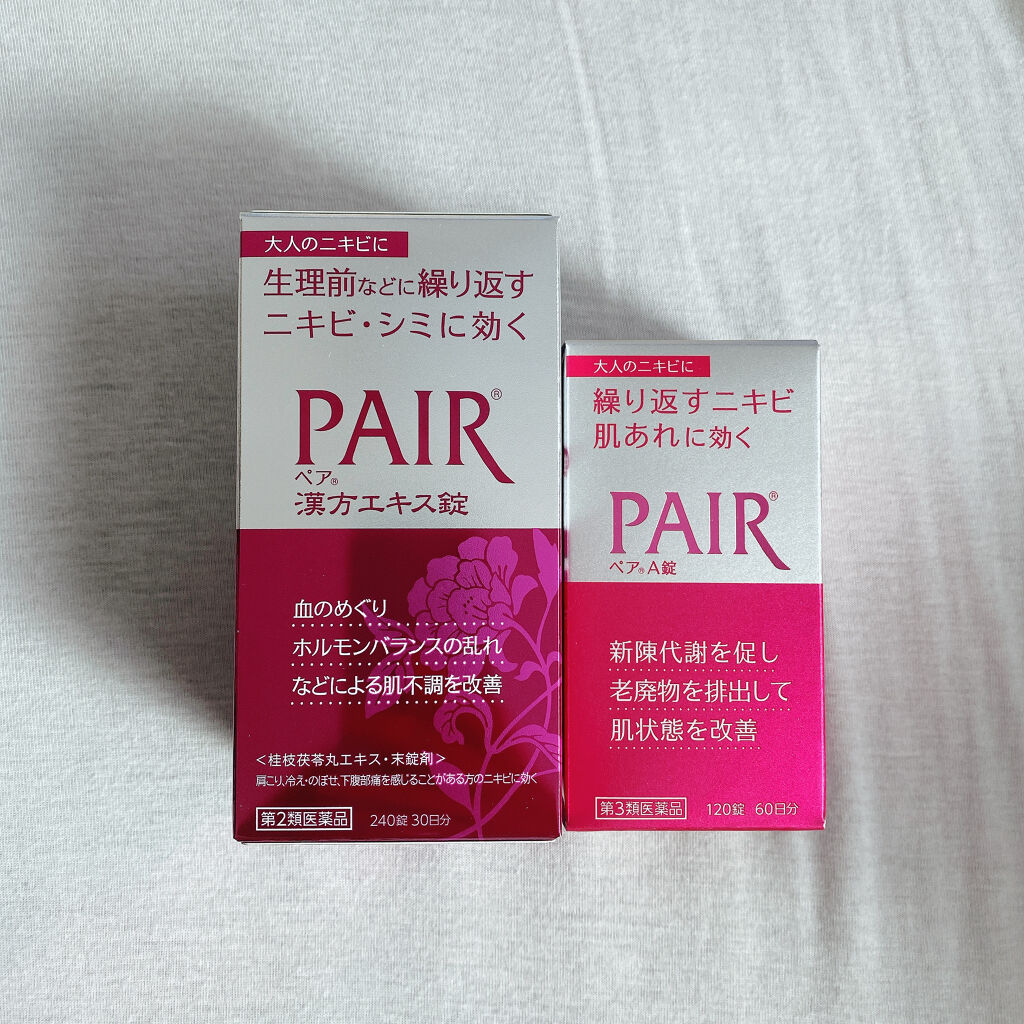 大人のニキビに
生理前などに繰り返す
ニキビ・シミに効く
PAIR®
ペア®
漢方エキス錠
血のめぐり
ホルモンバランスの乱れ
などによる肌不調を改善
<桂枝茯苓丸エキス・末錠剤>
肩こり、冷え・のぼせ、下腹部痛を感じることがある方のニキビに効く
第2類医薬品 240錠 30日分
大人のニキビに
繰り返すニキビ
肌あれに効く
PAIR®
ペア®A錠
新陳代謝を促し
老廃物を排出して
肌状態を改善
第3類医薬品 120錠 60日分